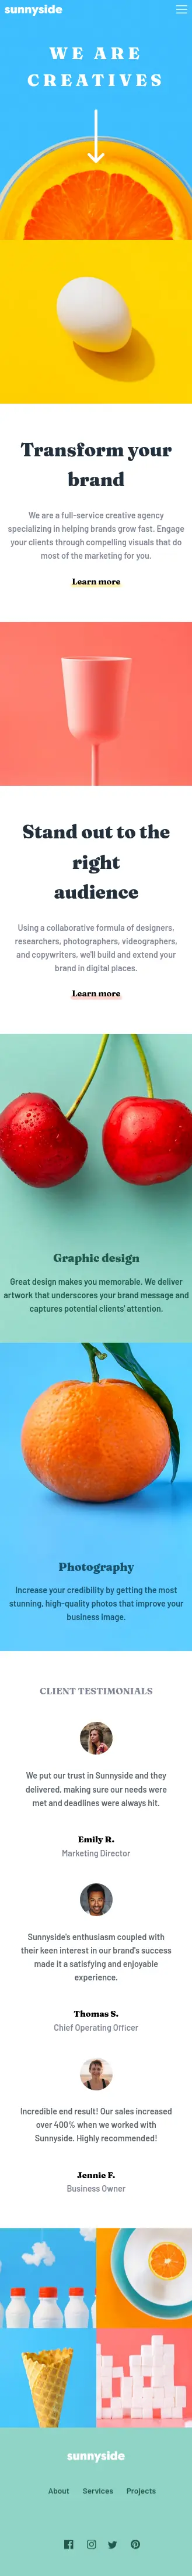 sunnyside
WE ARE
CREATIVES
Transform your
brand
We are a full-service creative agency
specializing in helping brands grow fast. Engage
your clients through compelling visuals that do
most of the marketing for you.
Learn more
Stand out to the
right
audience
Using a collaborative formula of designers,
researchers, photographers, videographers,
and copywriters, we'll build and extend your
brand in digital places.
Learn more
Graphic design
Great design makes you memorable. We deliver
artwork that underscores your brand message and
captures potential clients' attention.
Photography
Increase your credibility by getting the most
stunning, high-quality photos that improve your
business image.
CLIENT TESTIMONIALS
We put our trust in Sunnyside and they
delivered, making sure our needs were
met and deadlines were always hit.
Emily R.
Marketing Director
Sunnyside's enthusiasm coupled with
their keen interest in our brand's success
made it a satisfying and enjoyable
experience.
Thomas S.
Chief Operating Officer
Incredible end result! Our sales increased
over 400% when we worked with
Sunnyside. Highly recommended!
Jennie F.
Business Owner
sunnyside
About Services Projects